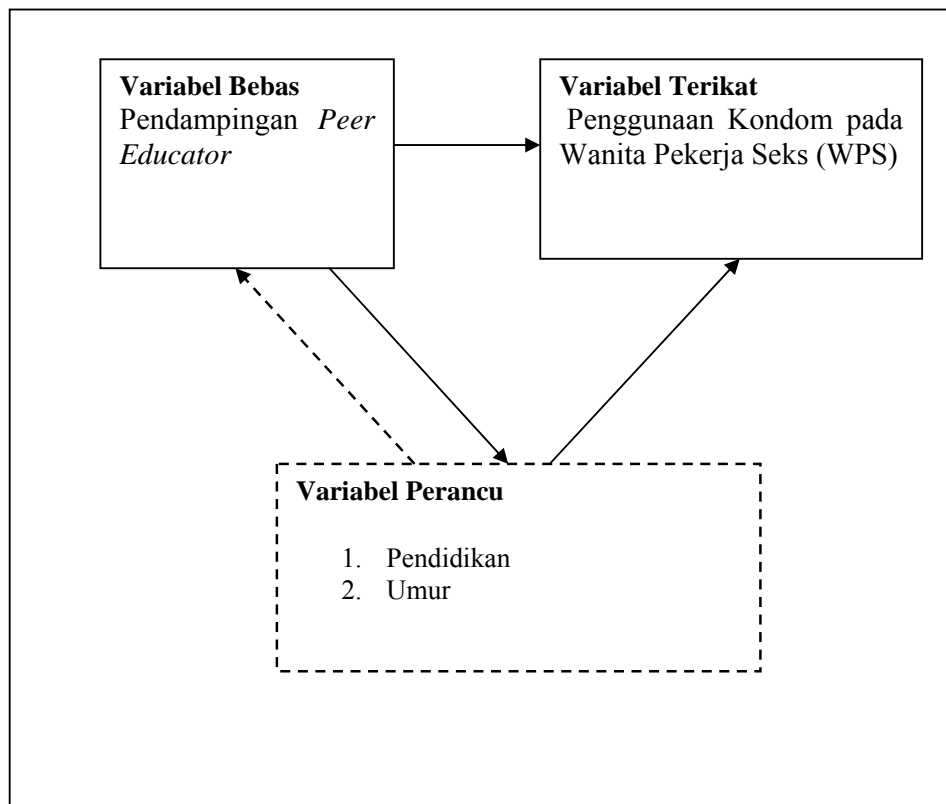 Variabel Bebas
Pendampingan Peer
Educator
Variabel Terikat
Penggunaan Kondom pada
Wanita Pekerja Seks (WPS)
Variabel Perancu
1. Pendidikan
2. Umur